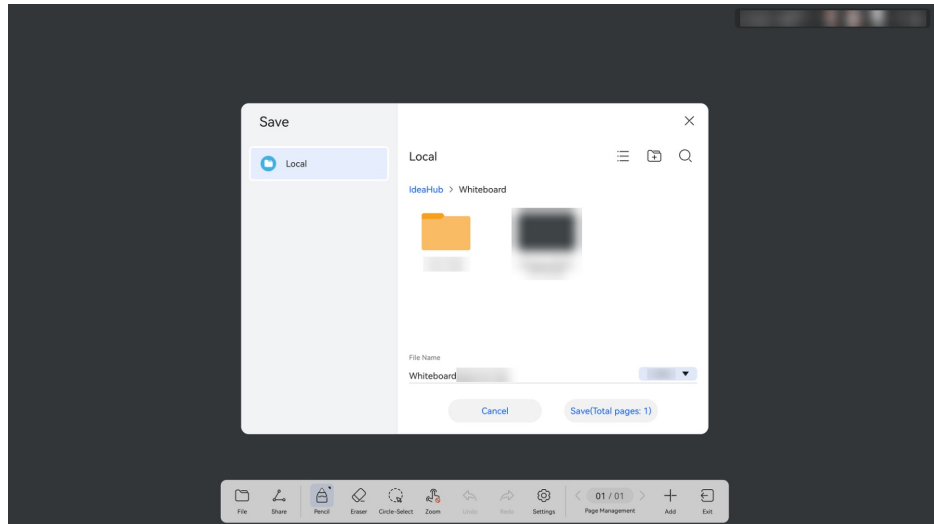 Save
Local
Local
IdeaHub > Whiteboard
File Name
Whiteboard
Cancel
Save(Total pages: 1)
File
Share
Pencil
Eraser
Circle-Select
Zoom
Undo
Redo
Settings
01 / 01
Page Management
Add
Exit